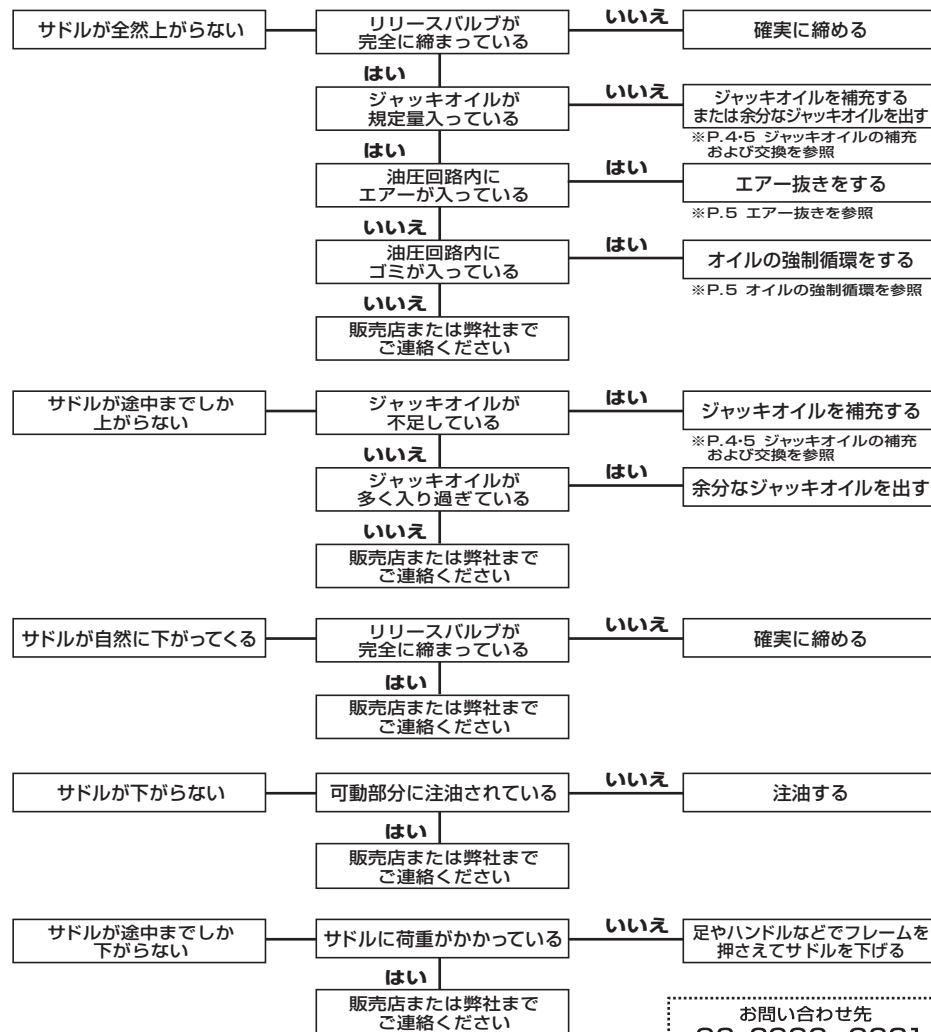 サドルが全然上がらない
リリースバルブが
完全に締まっている
いいえ
確実に締める
はい
ジャッキオイルが
規定量入っている
いいえ
ジャッキオイルを補充する
または余分なジャッキオイルを出す
※P.4・5 ジャッキオイルの補充
および交換を参照
はい
油圧回路内に
エアーが入っている
はい
エアー抜きをする
※P.5 エアー抜きを参照
いいえ
油圧回路内に
ゴミが入っている
はい
オイルの強制循環をする
※P.5 オイルの強制循環を参照
いいえ
販売店または弊社まで
ご連絡ください
サドルが途中までしか
上がらない
ジャッキオイルが
不足している
はい
ジャッキオイルを補充する
※P.4・5 ジャッキオイルの補充
および交換を参照
いいえ
ジャッキオイルが
多く入り過ぎている
はい
余分なジャッキオイルを出す
いいえ
販売店または弊社まで
ご連絡ください
サドルが自然に下がってくる
リリースバルブが
完全に締まっている
いいえ
確実に締める
はい
販売店または弊社まで
ご連絡ください
サドルが下がらない
可動部分に注油されている
いいえ
注油する
はい
販売店または弊社まで
ご連絡ください
サドルが途中までしか
下がらない
サドルに荷重がかかっている
いいえ
足やハンドルなどでフレームを
押さえてサドルを下げる
はい
販売店または弊社まで
ご連絡ください
お問い合わせ先